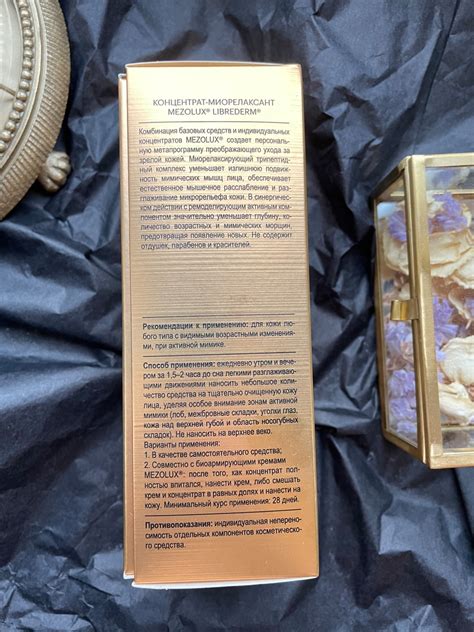 КОНЦЕНТРАТ-МИОРЕЛАКСАНТ
MEZOLUX® LIBREDERM®
Комбинация базовых средств и индивидуальных
концентратов MEZOLUX® создает персональ-
ную метапрограмму преображающего ухода за
зрелой кожей. Миорелаксирующий трипептид-
ный комплекс уменьшает излишнюю подвиж-
ность мимических мышц лица, обеспечивает
естественное мышечное расслабление и раз-
глаживание микрорельефа кожи. В синергичес-
ком действии с ремоделирующим активным ком-
понентом значительно уменьшает глубину, ко-
личество возрастных и мимических морщин,
предотвращая появление новых. Не содержит
отдушек, парабенов и красителей.
Рекомендации к применению: для кожи лю-
бого типа с видимыми возрастными изменени-
ями, при активной мимике.
Способ применения: ежедневно утром и вече-
ром за 1,5–2 часа до сна легкими разглаживаю-
щими движениями наносить небольшое коли-
чество средства на тщательно очищенную кожу
лица, уделяя особое внимание зонам активной
мимики (лоб, межбровные складки, уголки глаз,
кожа над верхней губой и область носогубных
складок). Не наносить на верхнее веко.
Варианты применения:
1. В качестве самостоятельного средства;
2. Совместно с биоармирующими кремами
MEZOLUX®: после того, как концентрат пол-
ностью впитался, нанести крем, либо смешать
крем и концентрат в равных долях и нанести на
кожу. Минимальный курс применения: 28 дней.
Противопоказания: индивидуальная неперено-
симость отдельных компонентов косметическо-
го средства.